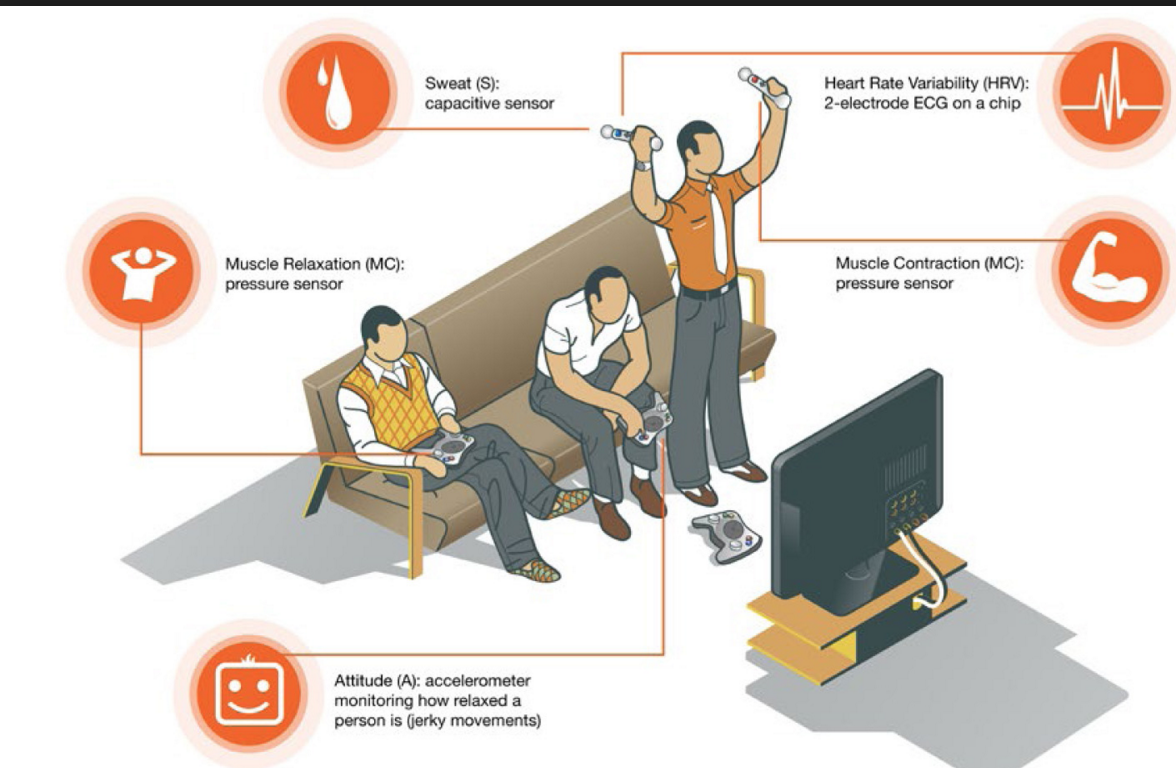 Sweat (S):
capacitive sensor
Heart Rate Variability (HRV):
2-electrode ECG on a chip
Muscle Relaxation (MC):
pressure sensor
Muscle Contraction (MC):
pressure sensor
Attitude (A): accelerometer
monitoring how relaxed a
person is (jerky movements)